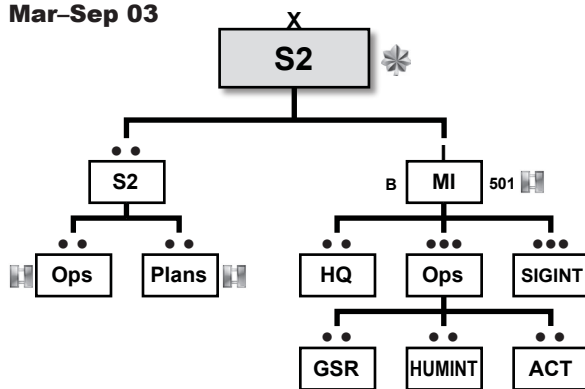 Mar–Sep 03
X
S2
S2
B MI 501
Ops Plans HQ Ops SIGINT
GSR HUMINT ACT